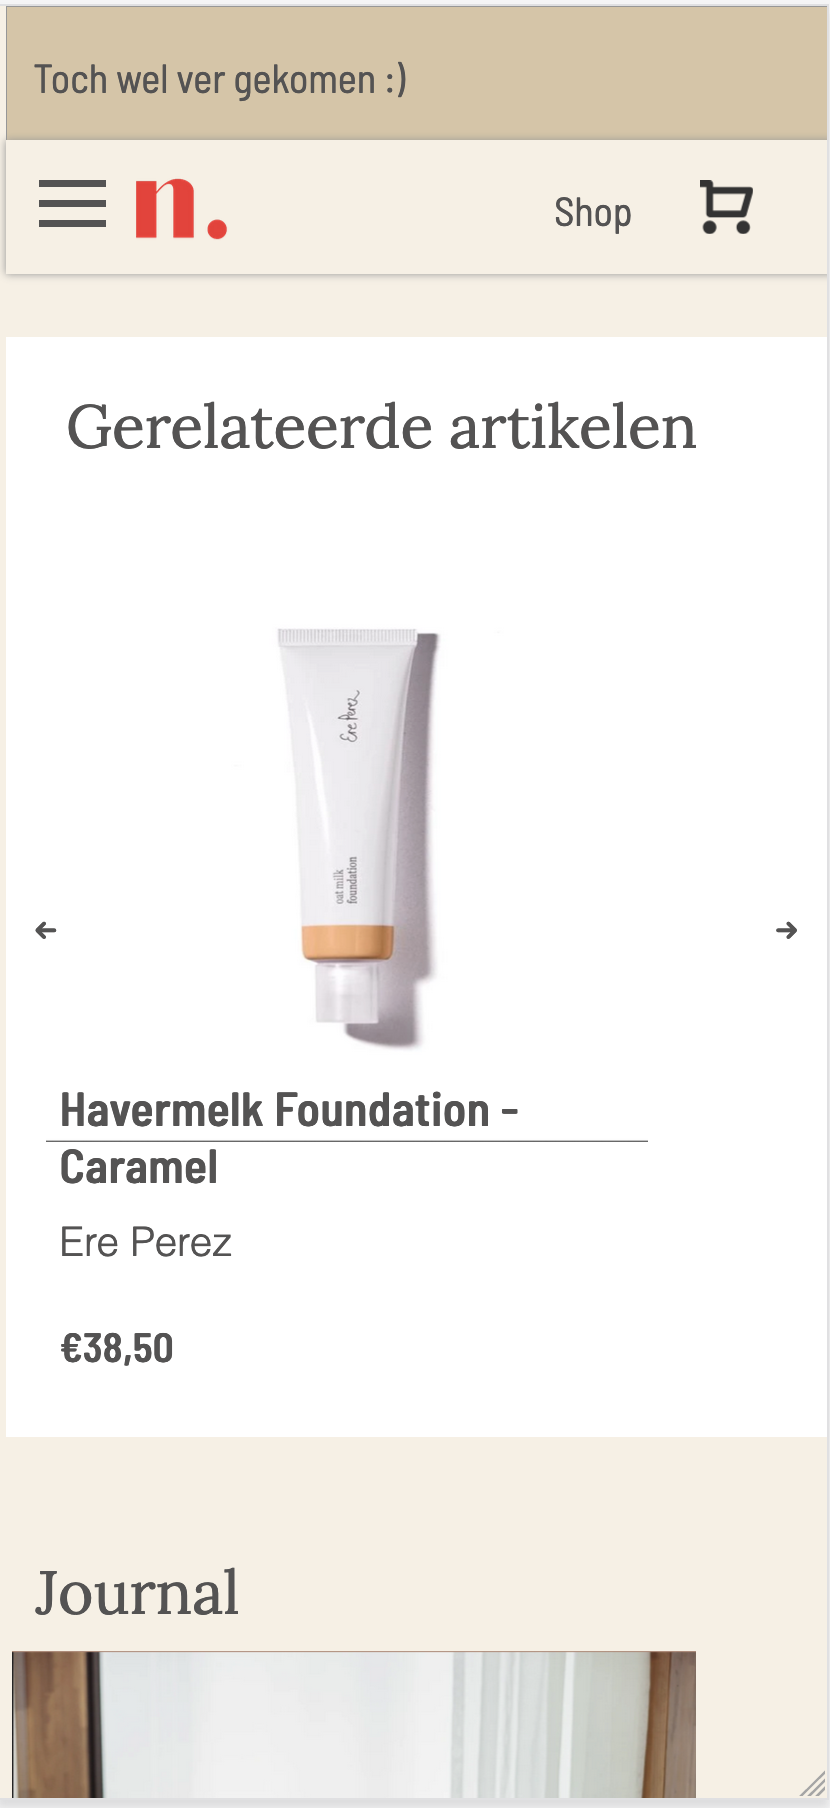 Toch wel ver gekomen :)
n.
Shop
Gerelateerde artikelen
Ere Perez
oat milk
foundation
Havermelk Foundation -
Caramel
Ere Perez
€38,50
Journal